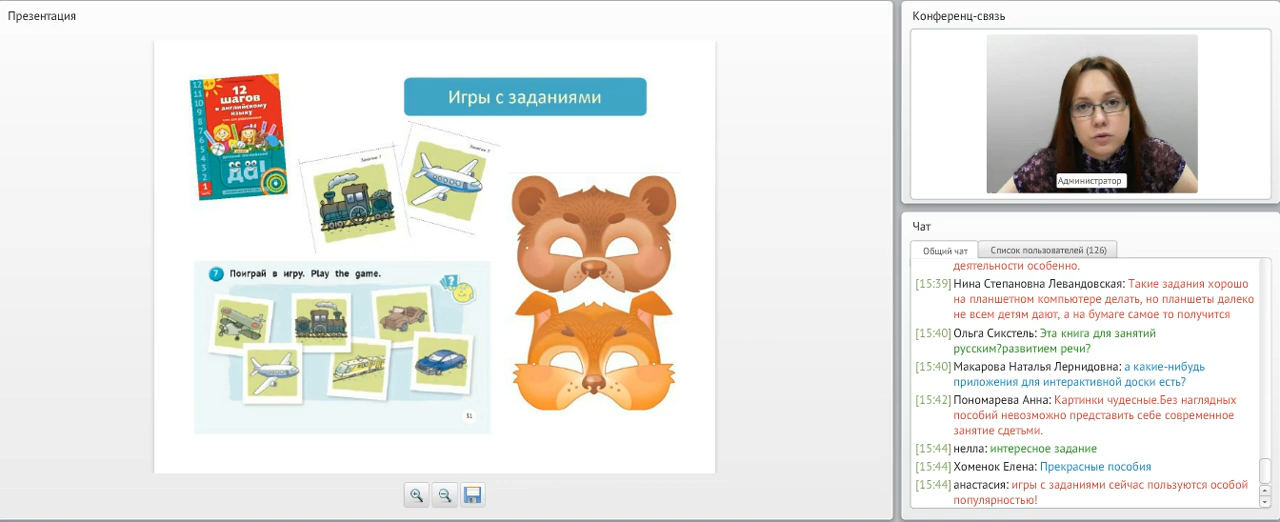 Презентация
12
шагов
к английскому
языку
да!
Игры с заданиями
Занятие 7
Занятие 7
7 Поиграй в игру. Play the game.
31
Конференц-связь
Администратор
Чат
Общий чат
Список пользователей (126)
деятельности особенно.
[15:39] Нина Степановна Левандовская: Такие задания хорошо
на планшетном компьютере делать, но планшеты далеко
не всем детям дают, а на бумаге самое то получится
[15:40] Ольга Сикстель: Эта книга для занятий
русским?развитием речи?
[15:40] Макарова Наталья Лернидовна: а какие-нибудь
приложения для интерактивной доски есть?
[15:42] Пономарева Анна: Картинки чудесные.Без наглядных
пособий невозможно представить себе современное
занятие сдетьми.
[15:44] нелла: интересное задание
[15:44] Хоменок Елена: Прекрасные пособия
[15:44] анастасия: игры с заданиями сейчас пользуются особой
популярностью!